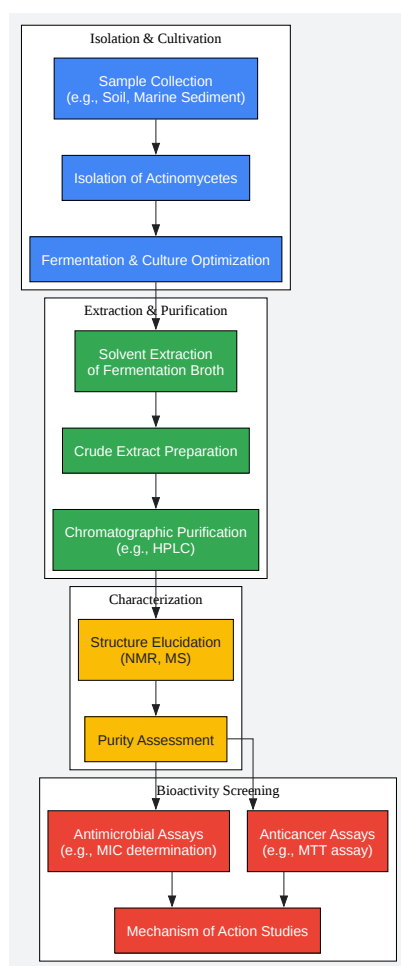 Isolation & Cultivation
Sample Collection
(e.g., Soil, Marine Sediment)
Isolation of Actinomycetes
Fermentation & Culture Optimization
Extraction & Purification
Solvent Extraction
of Fermentation Broth
Crude Extract Preparation
Chromatographic Purification
(e.g., HPLC)
Characterization
Structure Elucidation
(NMR, MS)
Purity Assessment
Bioactivity Screening
Antimicrobial Assays
(e.g., MIC determination)
Anticancer Assays
(e.g., MTT assay)
Mechanism of Action Studies